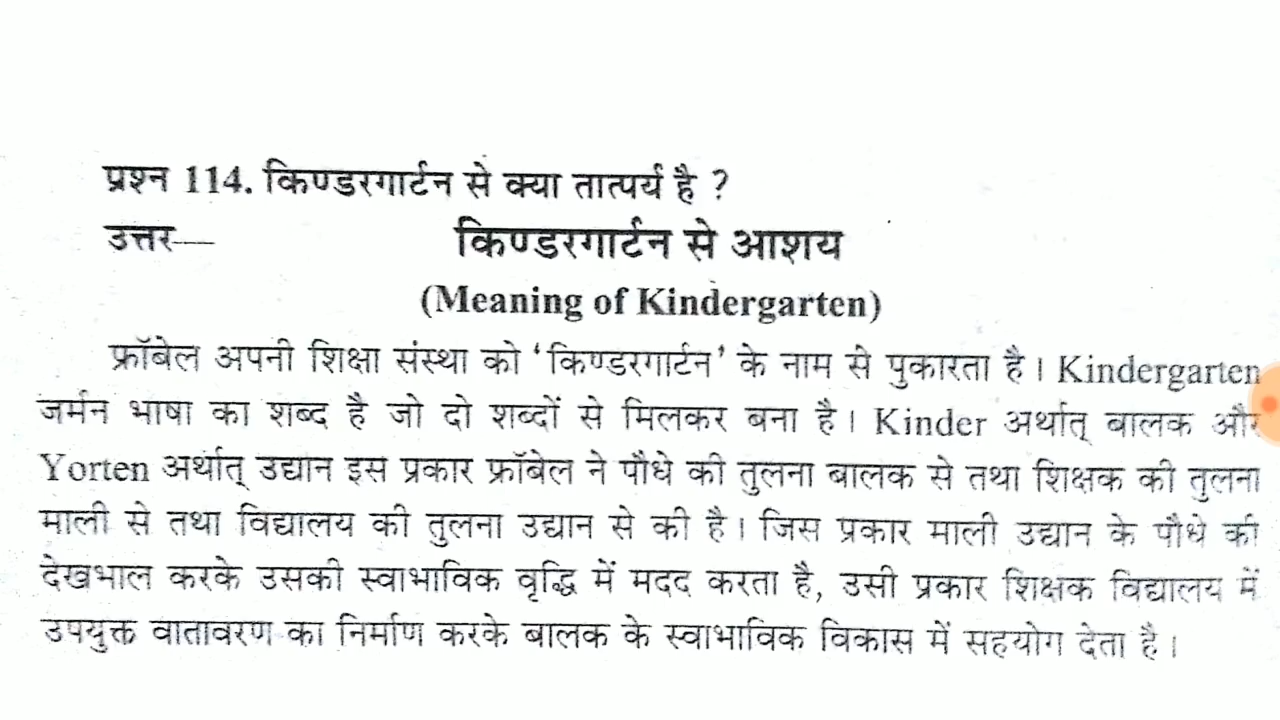 प्रश्न 114. किण्डरगार्टन से क्या तात्पर्य है ?
उत्तर— किण्डरगार्टन से आशय
(Meaning of Kindergarten)
फ्रॉबेल अपनी शिक्षा संस्था को ‘किण्डरगार्टन’ के नाम से पुकारता है। Kindergarten
जर्मन भाषा का शब्द है जो दो शब्दों से मिलकर बना है। Kinder अर्थात् बालक और
Yorten अर्थात् उद्यान इस प्रकार फ्रॉबेल ने पौधे की तुलना बालक से तथा शिक्षक की तुलना
माली से तथा विद्यालय की तुलना उद्यान से की है। जिस प्रकार माली उद्यान के पौधे की
देखभाल करके उसकी स्वाभाविक वृद्धि में मदद करता है, उसी प्रकार शिक्षक विद्यालय में
उपयुक्त वातावरण का निर्माण करके बालक के स्वाभाविक विकास में सहयोग देता है।